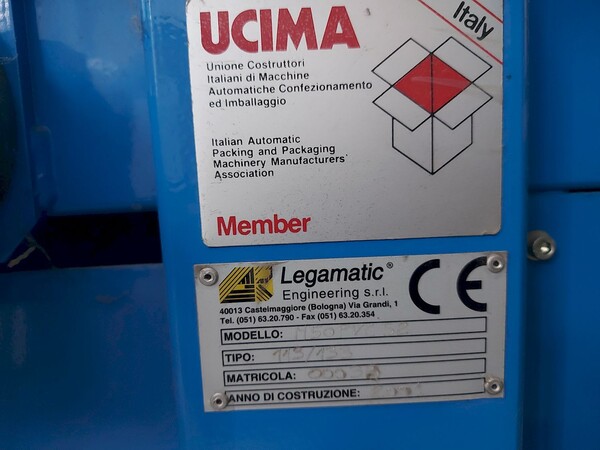 UCIMA
Italy
Unione Costruttori
Italiani di Macchine
Automatiche Confezionamento
ed Imballaggio
Italian Automatic
Packing and Packaging
Machinery Manufacturers'
Association
Member
Legamatic®
Engineering s.r.l.
CE
40013 Castelmaggiore (Bologna) Via Grandi, 1
Tel. (051) 63.20.790 - Fax (051) 63.20.354
MODELLO:
TIPO:
MATRICOLA:
ANNO DI COSTRUZIONE: